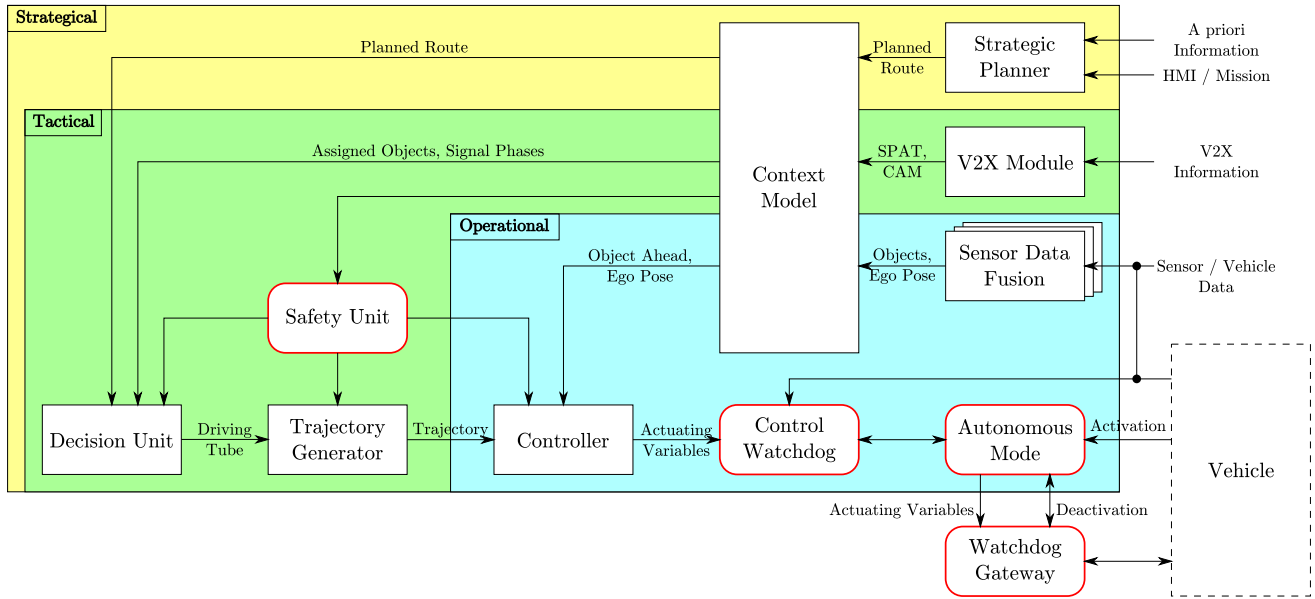 Strategical
Planned Route
Planned
Route
Strategic
Planner
A priori
Information
HMI / Mission
Tactical
Assigned Objects, Signal Phases
Context
Model
SPAT,
CAM
V2X Module
V2X
Information
Operational
Object Ahead,
Ego Pose
Objects,
Ego Pose
Sensor Data
Fusion
Sensor / Vehicle
Data
Safety Unit
Decision Unit
Driving
Tube
Trajectory
Generator
Trajectory
Controller
Actuating
Variables
Control
Watchdog
Autonomous
Mode
Activation
Vehicle
Actuating Variables
Deactivation
Watchdog
Gateway